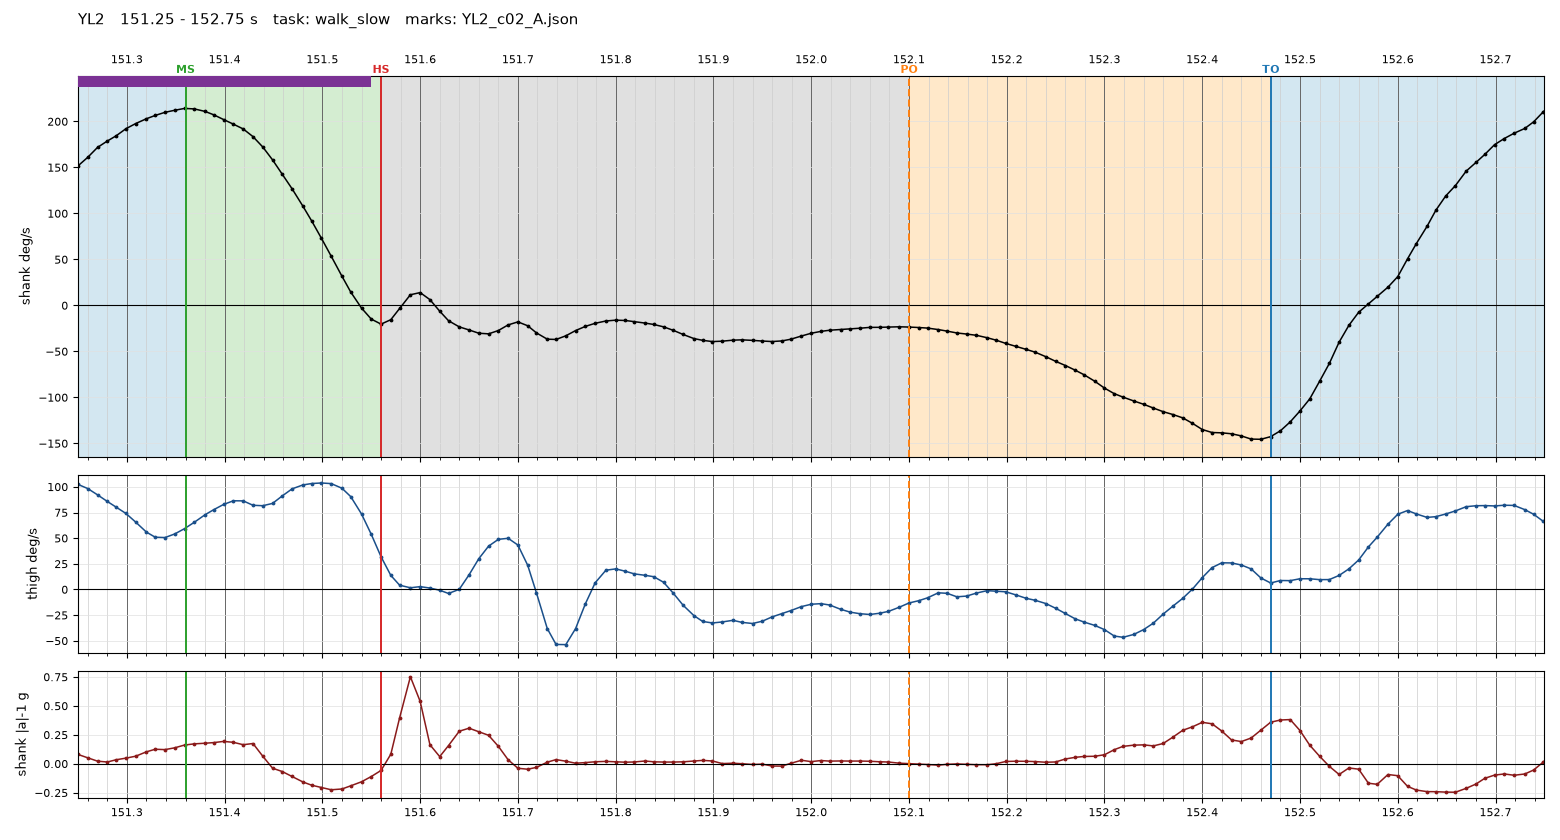 YL2   151.25 - 152.75 s   task: walk_slow   marks: YL2_c02_A.json
151.3 151.4 151.5 151.6 151.7 151.8 151.9 152.0 152.1 152.2 152.3 152.4 152.5 152.6 152.7
MS HS PO TO
shank deg/s
200
150
100
50
0
−50
−100
−150
thigh deg/s
100
75
50
25
0
−25
−50
shank |a|-1 g
0.75
0.50
0.25
0.00
−0.25
151.3 151.4 151.5 151.6 151.7 151.8 151.9 152.0 152.1 152.2 152.3 152.4 152.5 152.6 152.7